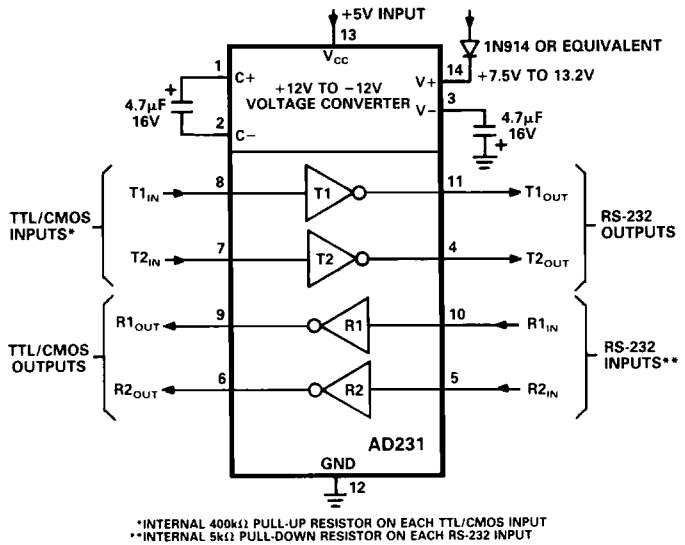 +5V INPUT
13
VCC
1N914 OR EQUIVALENT
14
+7.5V TO 13.2V
1
C+
+12V TO −12V
VOLTAGE CONVERTER
V+
3
V−
+
4.7μF
16V
2
C−
4.7μF
16V
+
TTL/CMOS
INPUTS*
T1IN
8
T1
11
T1OUT
RS-232
OUTPUTS
T2IN
7
T2
4
T2OUT
TTL/CMOS
OUTPUTS
R1OUT
9
R1
10
R1IN
RS-232
INPUTS**
R2OUT
6
R2
5
R2IN
AD231
GND
12
*INTERNAL 400kΩ PULL-UP RESISTOR ON EACH TTL/CMOS INPUT
**INTERNAL 5kΩ PULL-DOWN RESISTOR ON EACH RS-232 INPUT